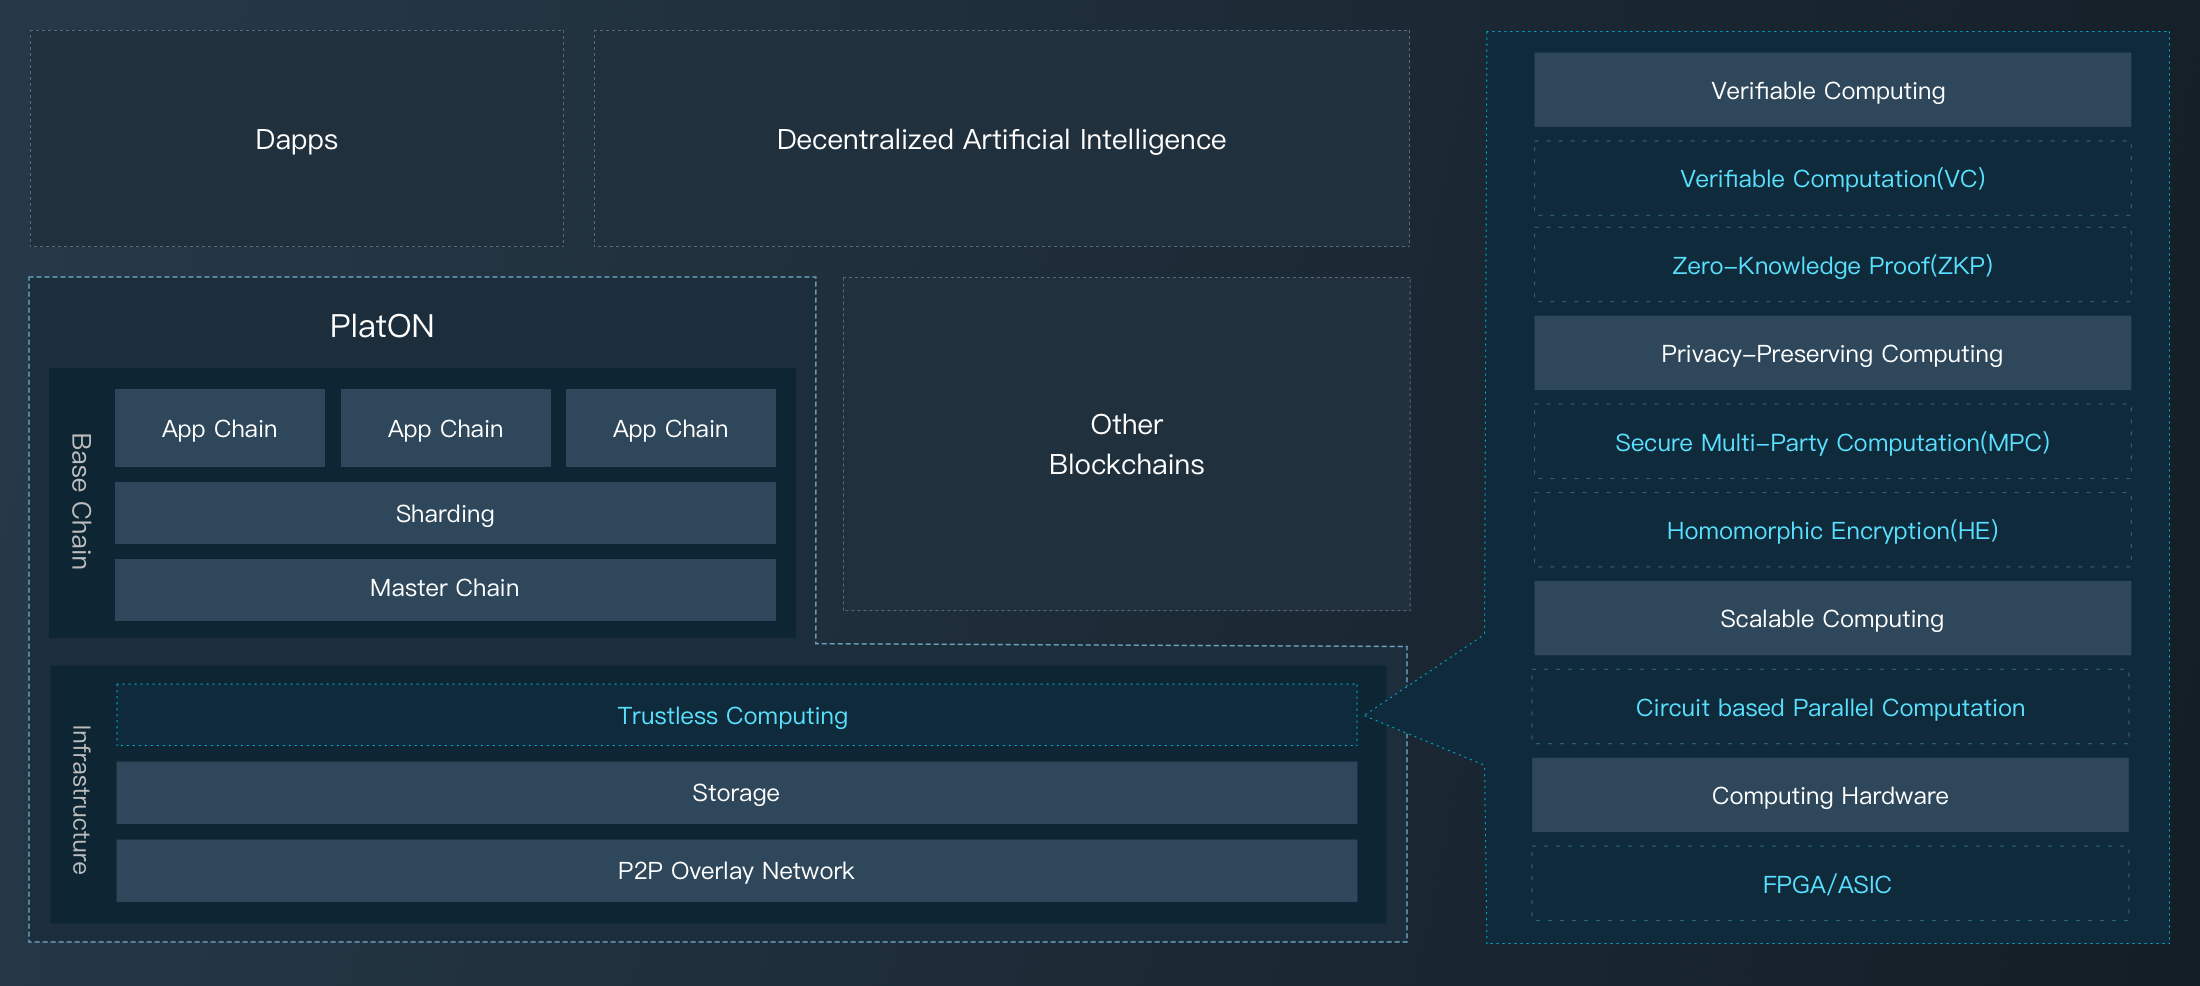 Dapps
Decentralized Artificial Intelligence
PlatON
Base Chain
App Chain
App Chain
App Chain
Sharding
Master Chain
Other
Blockchains
Infrastructure
Trustless Computing
Storage
P2P Overlay Network
Verifiable Computing
Verifiable Computation(VC)
Zero-Knowledge Proof(ZKP)
Privacy-Preserving Computing
Secure Multi-Party Computation(MPC)
Homomorphic Encryption(HE)
Scalable Computing
Circuit based Parallel Computation
Computing Hardware
FPGA/ASIC